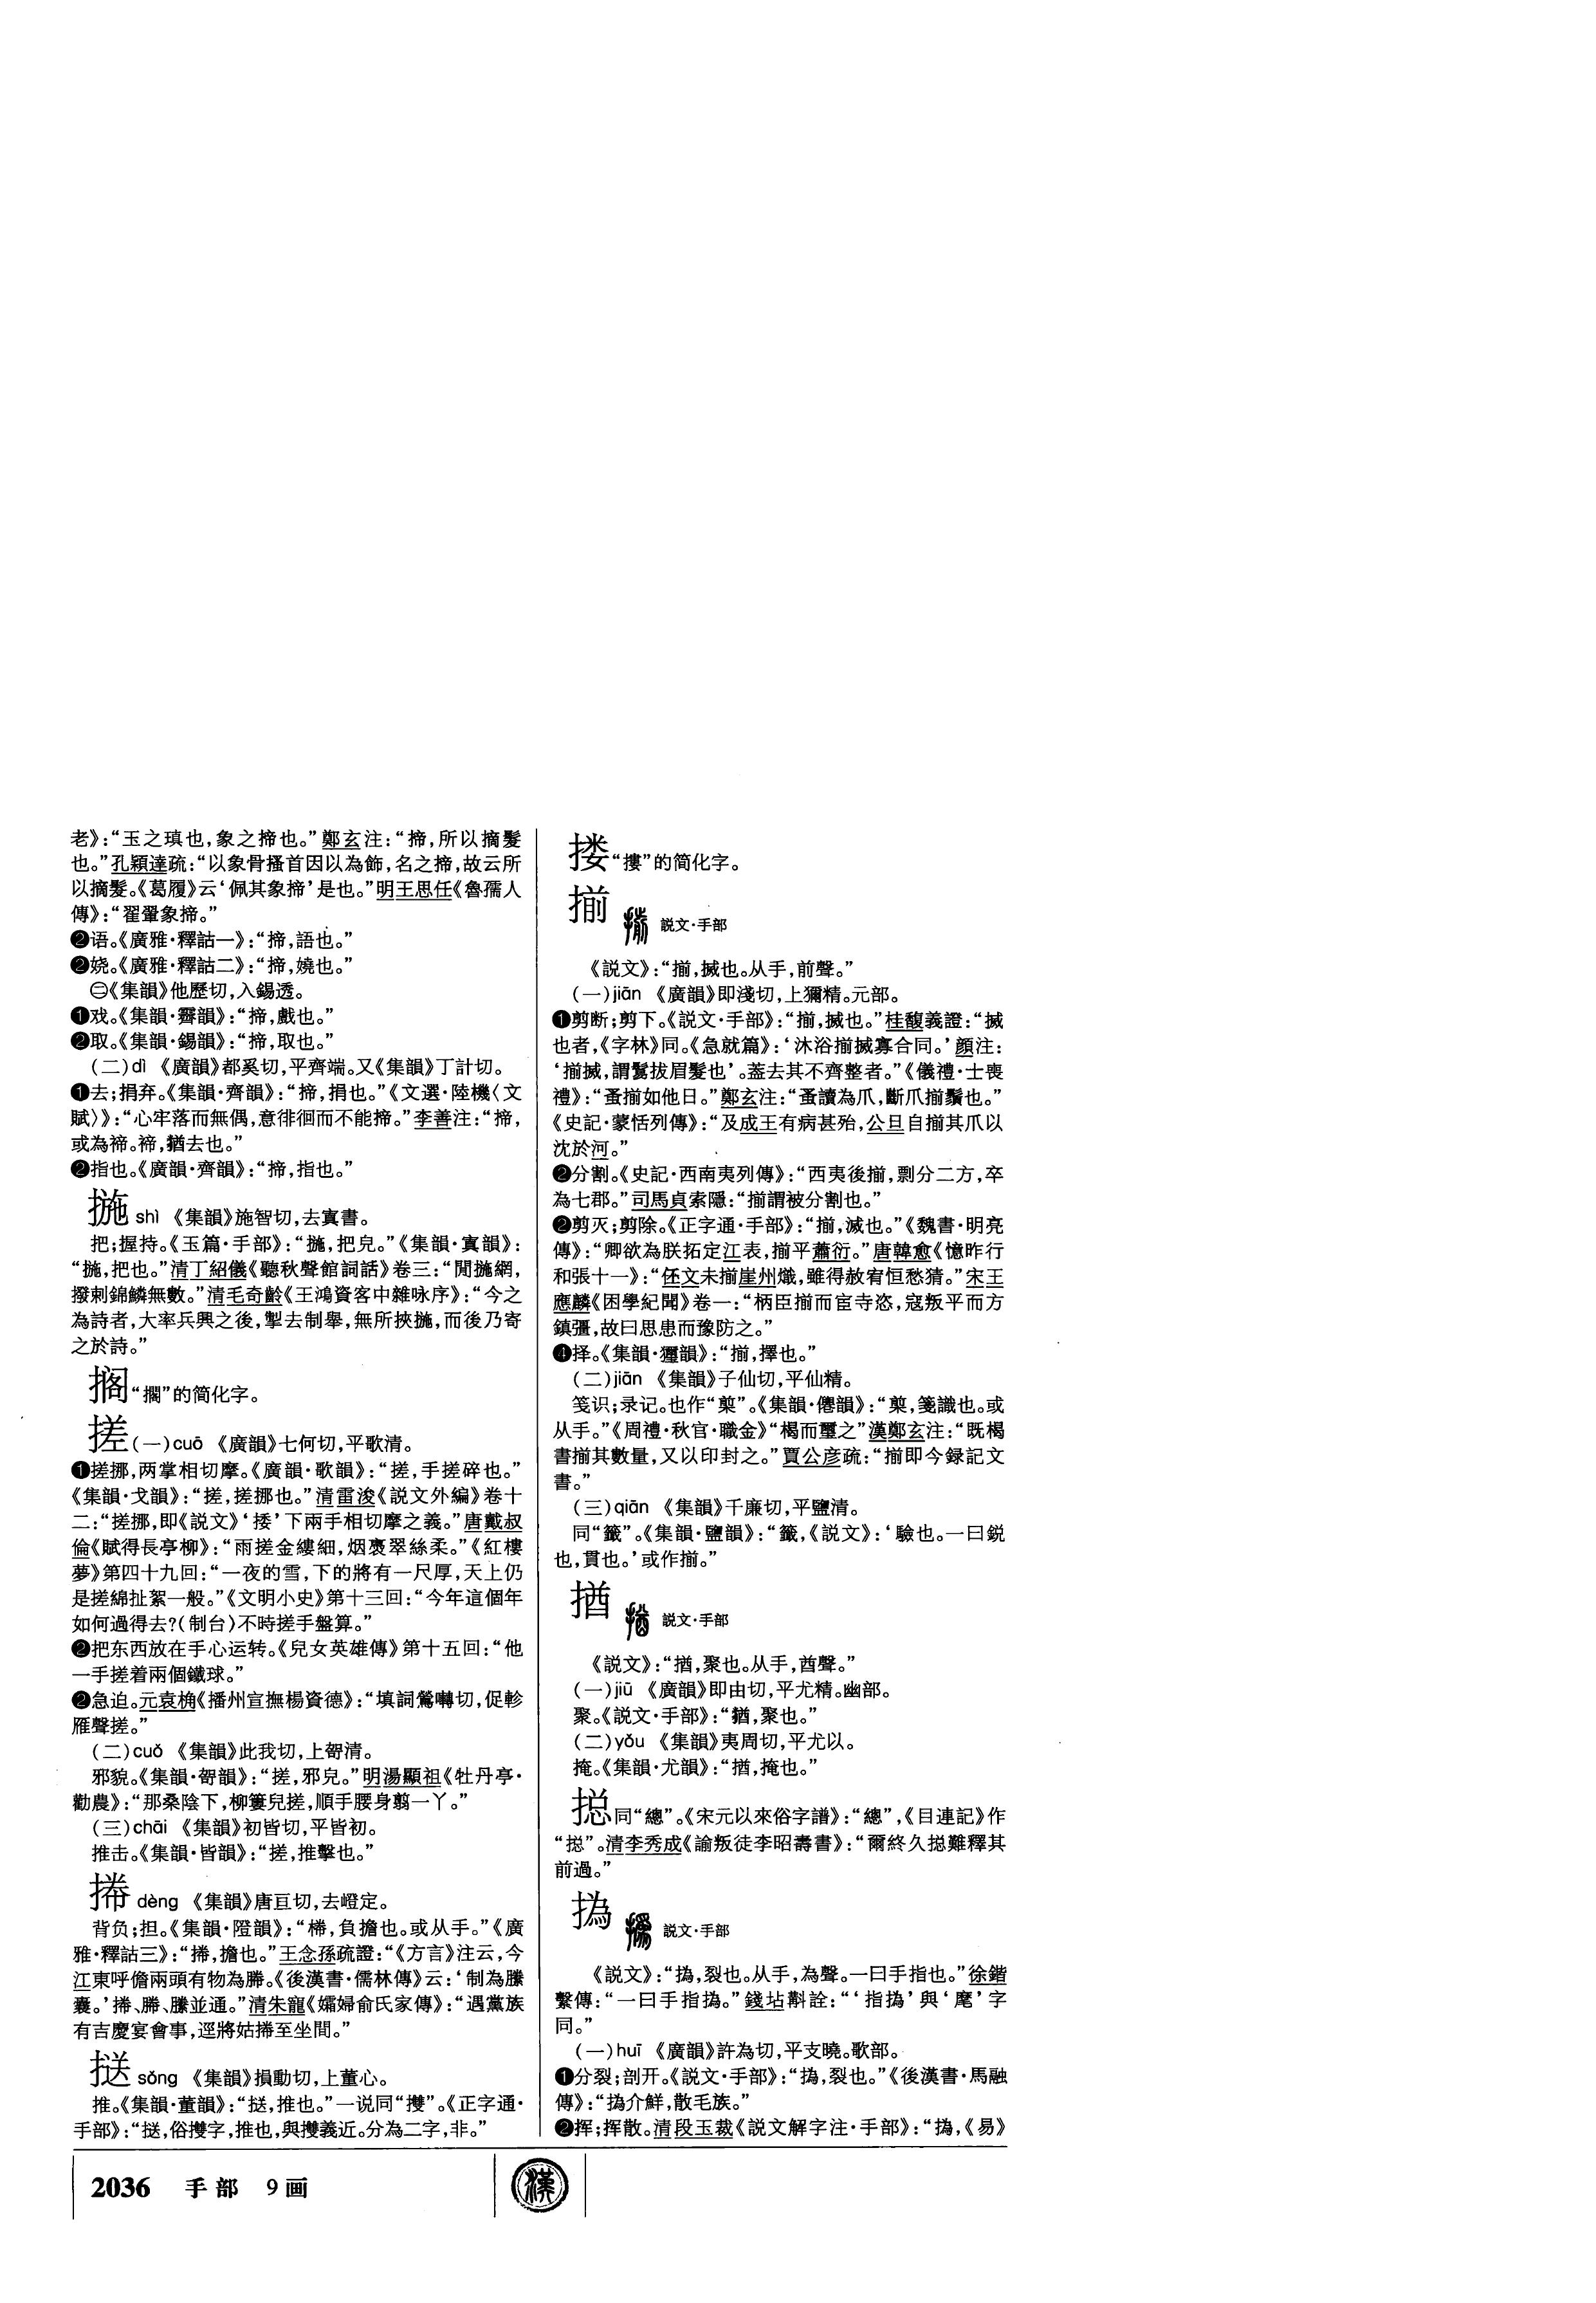 老》：“玉之瑱也，象之揥也。”鄭玄注：“揥，所以摘髮
也。”孔穎達疏：“以象骨搔首因以為飾，名之揥，故云所
以摘髮。《葛履》云‘佩其象揥’是也。”明王思任《魯孺人
傳》：“翟翬象揥。”
❷语。《廣雅·釋詁一》：“揥，語也。”
❷娆。《廣雅·釋詁二》：“揥，嬈也。”
㊁《集韻》他歷切，入錫透。
❶戏。《集韻·霽韻》：“揥，戲也。”
❷取。《集韻·錫韻》：“揥，取也。”
（二）dì 《廣韻》都奚切，平齊端。又《集韻》丁計切。
❶去；捐弃。《集韻·齊韻》：“揥，捐也。”《文選·陸機〈文
賦〉》：“心牢落而無偶，意徘徊而不能揥。”李善注：“揥，
或為褅。褅，猶去也。”
❷指也。《廣韻·齊韻》：“揥，指也。”
㧳 shì 《集韻》施智切，去寘書。
把；握持。《玉篇·手部》：“㧳，把皃。”《集韻·寘韻》：
“㧳，把也。”清丁紹儀《聽秋聲館詞話》卷三：“閒㧳網，
撥刺錦鱗無數。”清毛奇齡《王鴻資客中雜咏序》：“今之
為詩者，大率兵興之後，掣去制舉，無所挾㧳，而後乃寄
之於詩。”
搁“擱”的简化字。
搓（一）cuō 《廣韻》七何切，平歌清。
❶搓挪，两掌相切摩。《廣韻·歌韻》：“搓，手搓碎也。”
《集韻·戈韻》：“搓，搓挪也。”清雷浚《説文外編》卷十
二：“搓挪，即《説文》‘捼’下兩手相切摩之義。”唐戴叔
倫《賦得長亭柳》：“雨搓金縷細，烟褭翠絲柔。”《紅樓
夢》第四十九回：“一夜的雪，下的將有一尺厚，天上仍
是搓綿扯絮一般。”《文明小史》第十三回：“今年這個年
如何過得去？（制台）不時搓手盤算。”
❷把东西放在手心运转。《兒女英雄傳》第十五回：“他
一手搓着兩個鐵球。”
❷急迫。元袁桷《播州宣撫楊資德》：“填詞鶯囀切，促軫
雁聲搓。”
（二）cuǒ 《集韻》此我切，上哿清。
邪貌。《集韻·哿韻》：“搓，邪皃。”明湯顯祖《牡丹亭·
勸農》：“那桑陰下，柳簍兒搓，順手腰身翦一丫。”
（三）chāi 《集韻》初皆切，平皆初。
推击。《集韻·皆韻》：“搓，推擊也。”
揢 dèng 《集韻》唐亘切，去嶝定。
背负；担。《集韻·隥韻》：“㮴，負擔也。或从手。”《廣
雅·釋詁三》：“，擔也。”王念孫疏證：“《方言》注云，今
江東呼儋兩頭有物為縢。《後漢書·儒林傳》云：‘制為縢
囊。’、縢、縢並通。”清朱寵《孀婦俞氏家傳》：“遇黨族
有吉慶宴會事，逕將姑至坐間。”
㧐 sǒng 《集韻》損動切，上董心。
推。《集韻·董韻》：“，推也。”一说同“㩳”。《正字通·
手部》：“，俗㩳字，推也，與㩳義近。分為二字，非。”
搂“摟”的简化字。
揃 説文·手部
《説文》：“揃，搣也。从手，前聲。”
（一）jiān 《廣韻》即淺切，上獮精。元部。
❶剪断；剪下。《説文·手部》：“揃，搣也。”桂馥義證：“搣
也者，《字林》同。《急就篇》：‘沐浴揃搣寡合同。’顔注：
‘揃搣，謂鬄拔眉髮也’。蓋去其不齊整者。”《儀禮·士喪
禮》：“蚤揃如他日。”鄭玄注：“蚤讀為爪，斷爪揃鬚也。”
《史記·蒙恬列傳》：“及成王有病甚殆，公旦自揃其爪以
沈於河。”
❷分割。《史記·西南夷列傳》：“西夷後揃，剽分二方，卒
為七郡。”司馬貞索隱：“揃謂被分割也。”
❷剪灭；剪除。《正字通·手部》：“揃，滅也。”《魏書·明亮
傳》：“卿欲為朕拓定江表，揃平蕭衍。”唐韓愈《憶昨行
和張十一》：“伾文未揃崖州熾，雖得赦宥恒愁猜。”宋王
應麟《困學紀聞》卷一：“柄臣揃而宦寺恣，寇叛平而方
鎮彊，故曰思患而豫防之。”
❹择。《集韻·獮韻》：“揃，擇也。”
（二）jiān 《集韻》子仙切，平仙精。
笺识；录记。也作“㮍”。《集韻·僊韻》：“㮍，箋識也。或
从手。”《周禮·秋官·職金》“楬而璽之”漢鄭玄注：“既楬
書揃其數量，又以印封之。”賈公彦疏：“揃即今録記文
書。”
（三）qiān 《集韻》千廉切，平鹽清。
同“籤”。《集韻·鹽韻》：“籤，《説文》：‘驗也。一曰鋭
也，貫也。’或作揃。”
揂 説文·手部
《説文》：“揂，聚也。从手，酋聲。”
（一）jiū 《廣韻》即由切，平尤精。幽部。
聚。《説文·手部》：“揂，聚也。”
（二）yǒu 《集韻》夷周切，平尤以。
掩。《集韻·尤韻》：“揂，掩也。”
揔同“總”。《宋元以來俗字譜》：“總”，《目連記》作
“揔”。清李秀成《諭叛徒李昭壽書》：“爾終久揔難釋其
前過。”
撝 説文·手部
《説文》：“撝，裂也。从手，為聲。一曰手指也。”徐鍇
繫傳：“一曰手指撝。”錢坫斠詮：“‘指撝’與‘麾’字
同。”
（一）huī 《廣韻》許為切，平支曉。歌部。
❶分裂；剖开。《説文·手部》：“撝，裂也。”《後漢書·馬融
傳》：“撝介鮮，散毛族。”
❷挥；挥散。清段玉裁《説文解字注·手部》：“撝，《易》
2036 手部 9画
漢